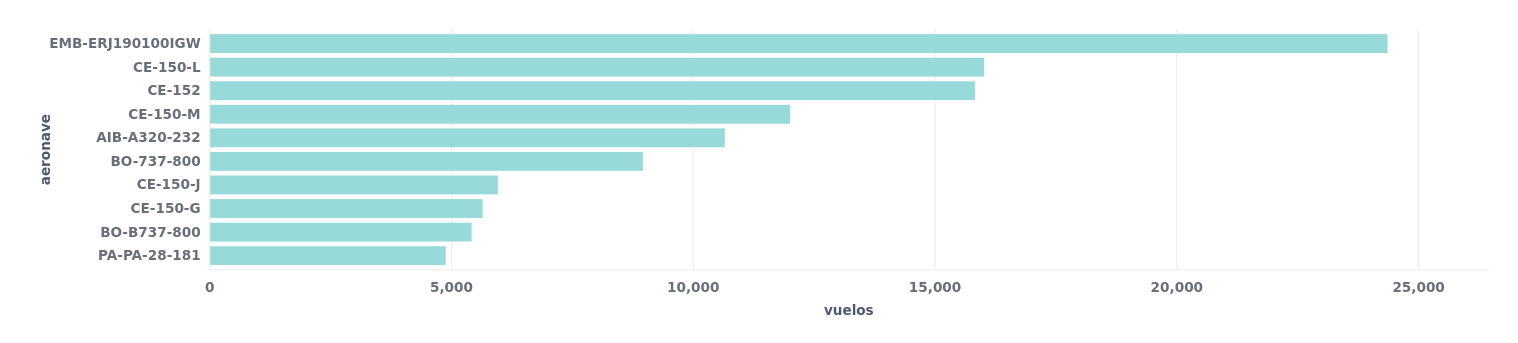 aeronave
EMB-ERJ190100IGW
CE-150-L
CE-152
CE-150-M
AIB-A320-232
BO-737-800
CE-150-J
CE-150-G
BO-B737-800
PA-PA-28-181
0 5,000 10,000 15,000 20,000 25,000
vuelos